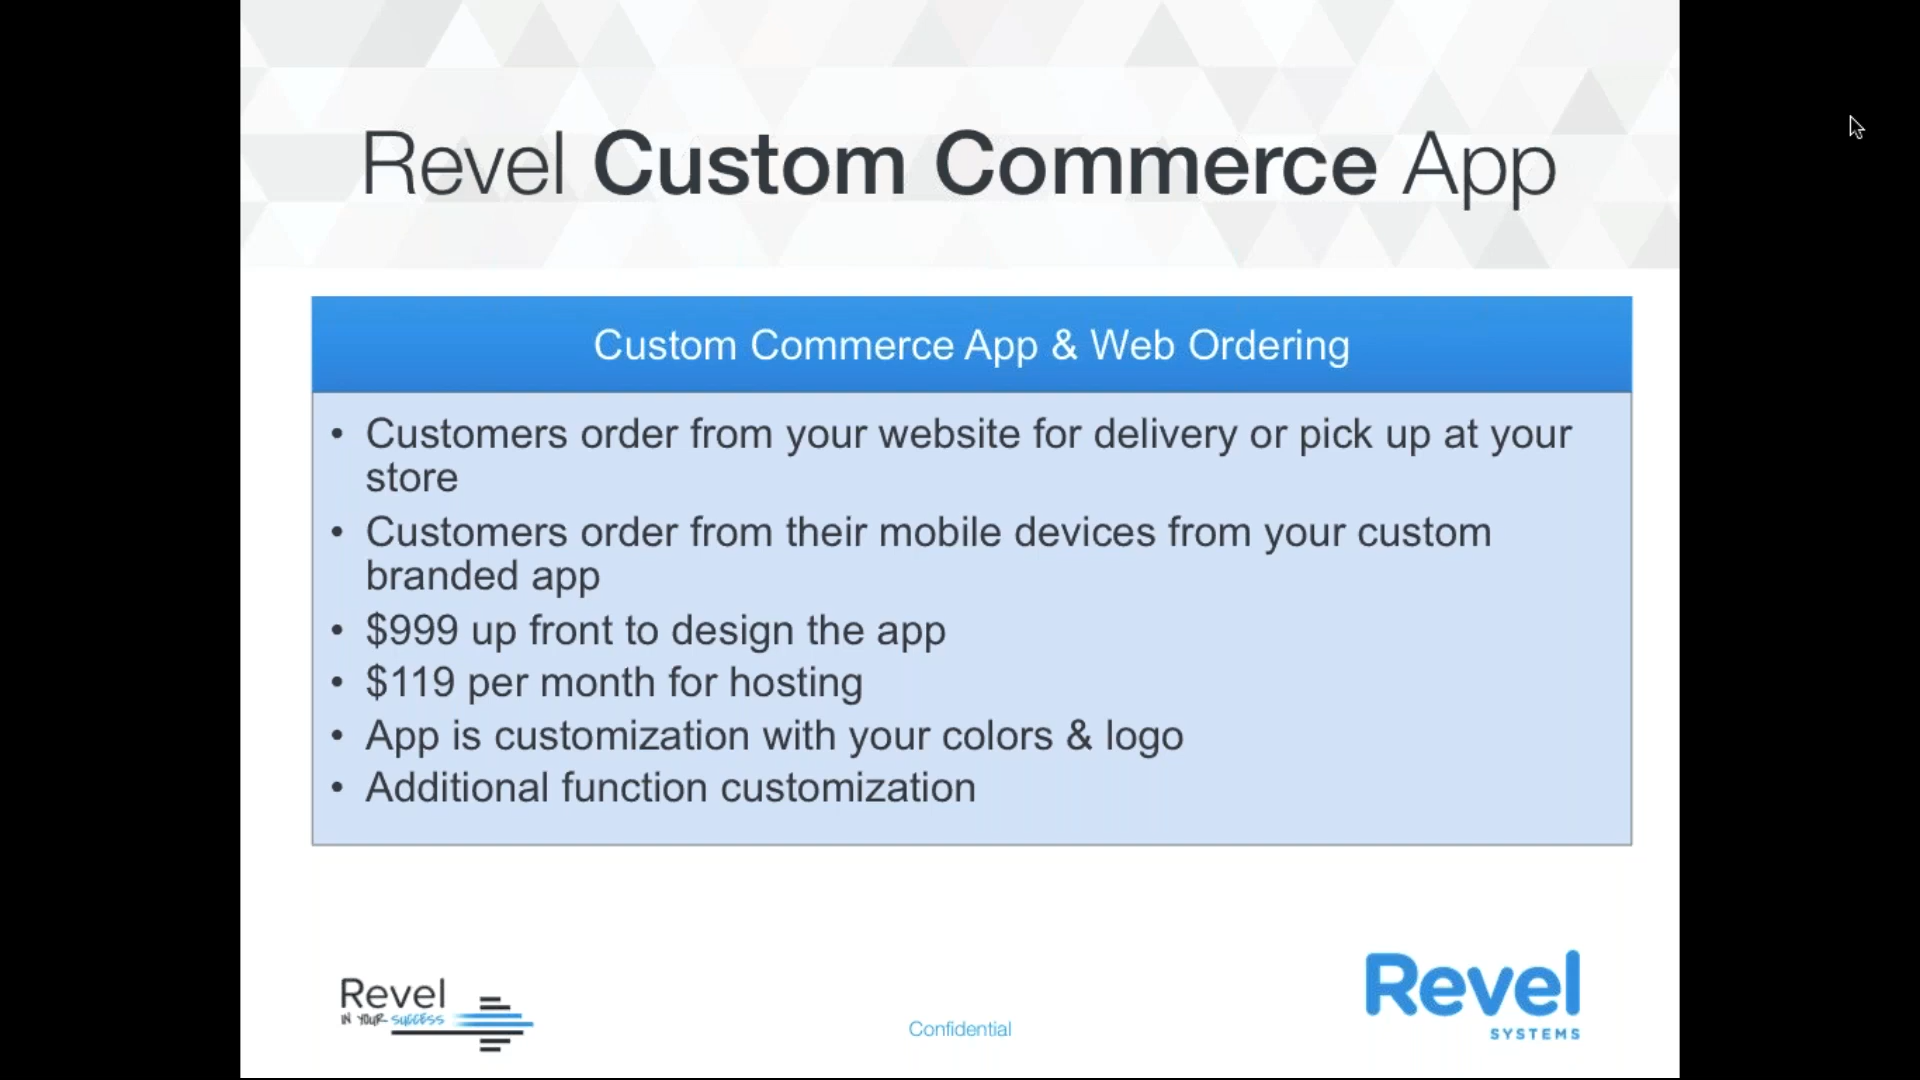 Revel Custom Commerce App
Custom Commerce App & Web Ordering
• Customers order from your website for delivery or pick up at your
store
• Customers order from their mobile devices from your custom
branded app
• $999 up front to design the app
• $119 per month for hosting
• App is customization with your colors & logo
• Additional function customization
Revel
IN YOUR SUCCESS
Confidential
Revel
SYSTEMS